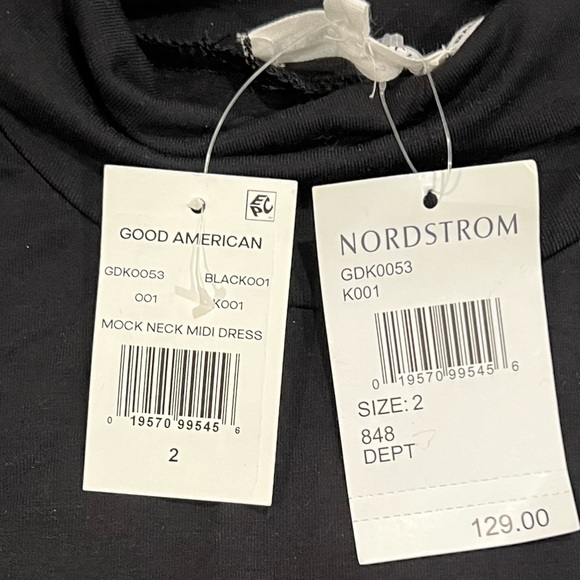 EPC
GOOD AMERICAN
GDK0053 BLACK001
001 K001
MOCK NECK MIDI DRESS
0 19570 99545 6
2
NORDSTROM
GDK0053
K001
0 19570 99545 6
SIZE: 2
848
DEPT
129.00